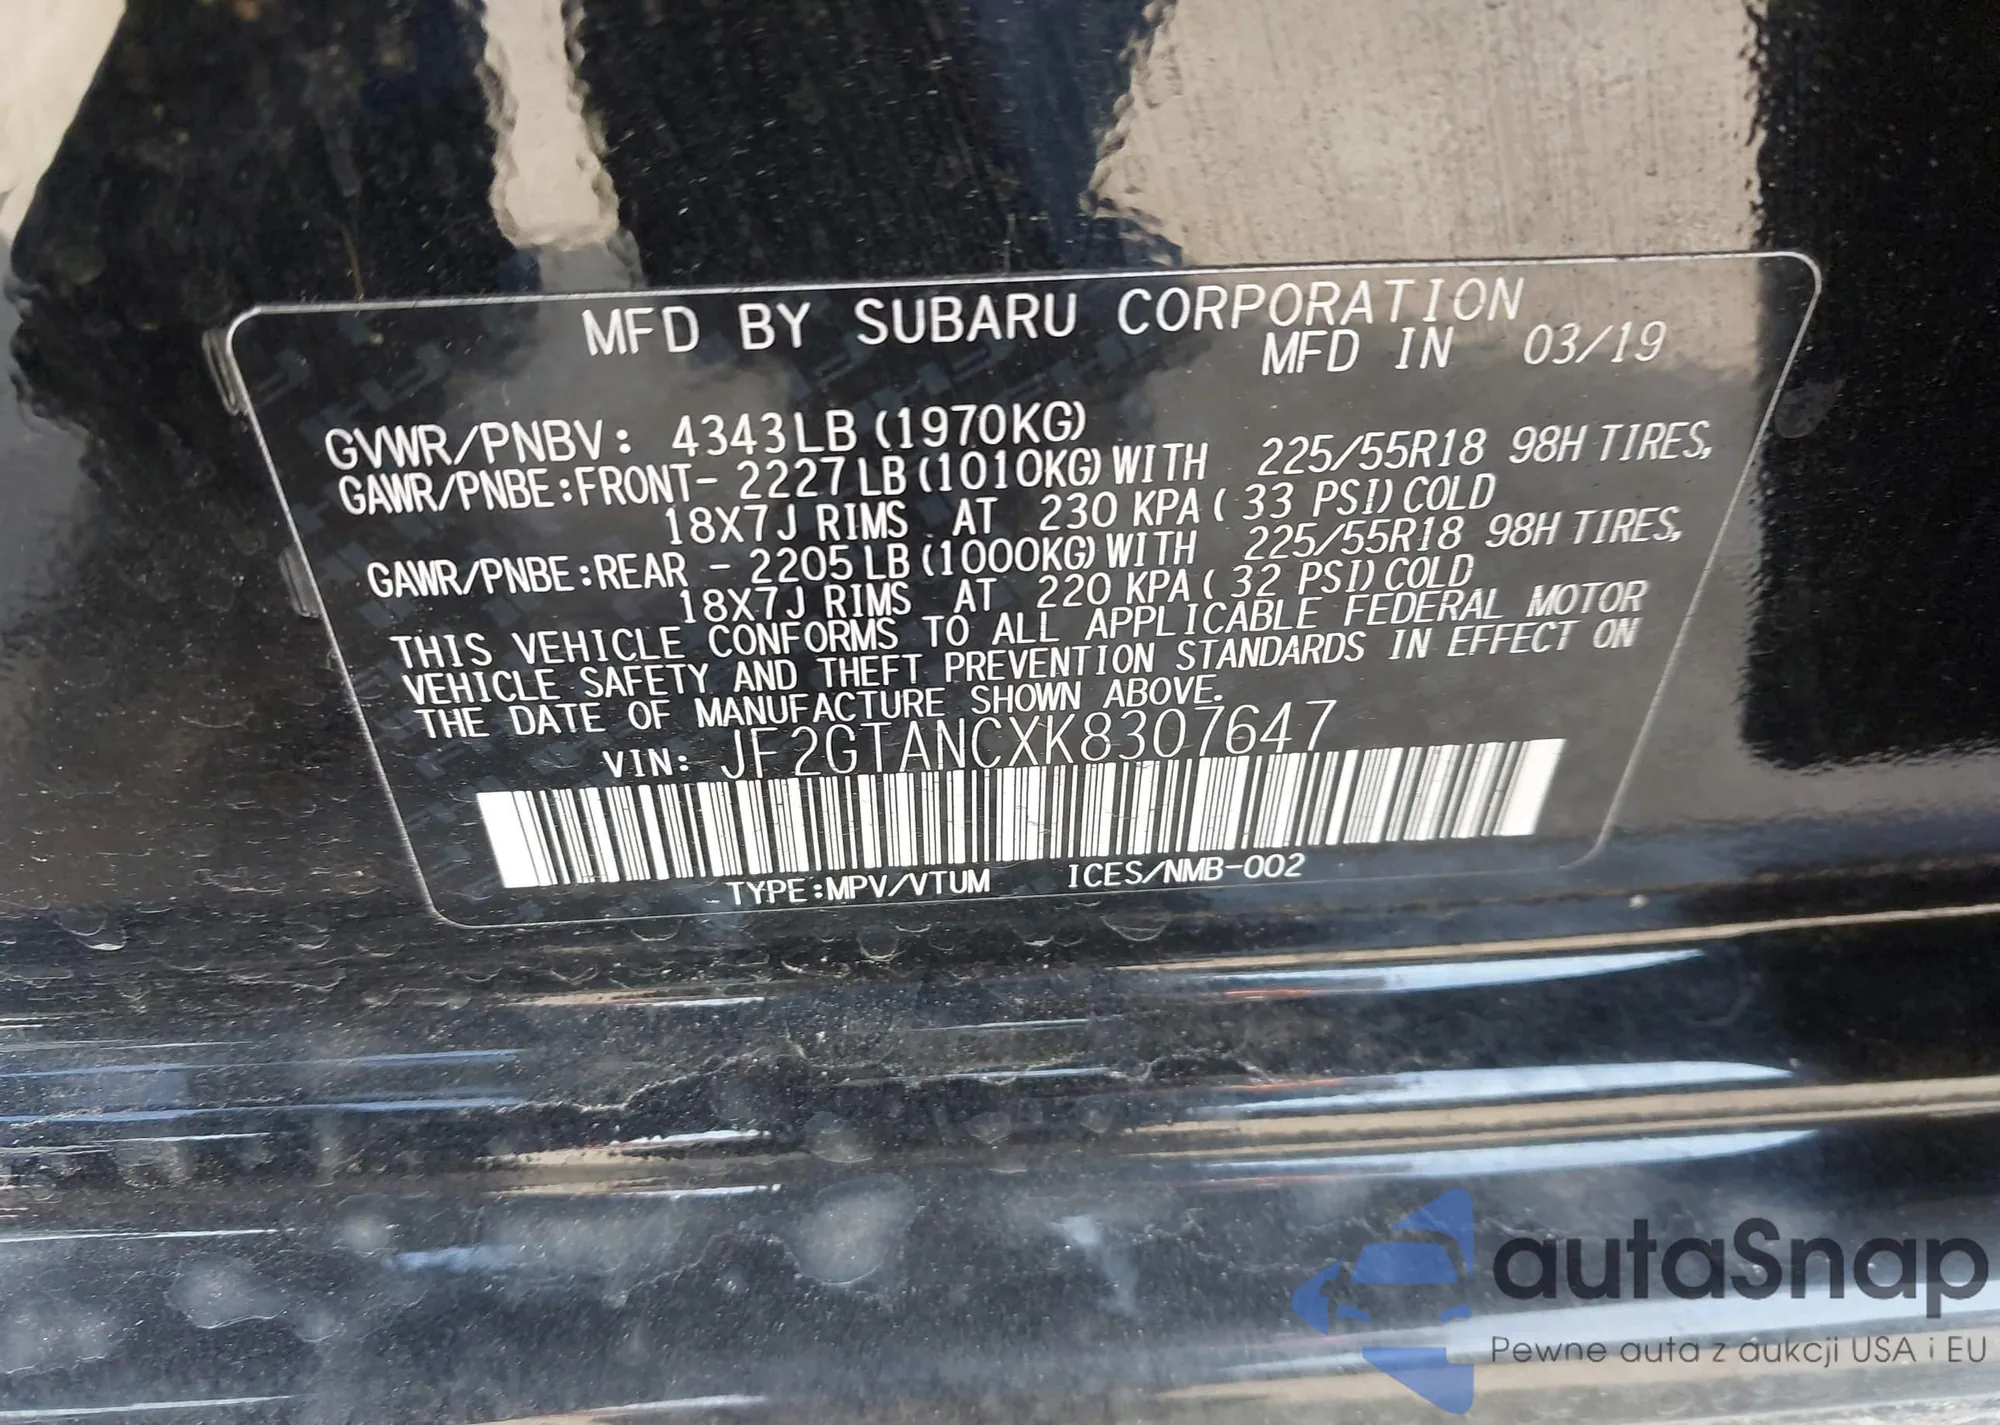 MFD BY SUBARU CORPORATION
MFD IN 03/19
GVWR/PNBV: 4343LB (1970KG)
GAWR/PNBE:FRONT- 2227LB (1010KG) WITH 225/55R18 98H TIRES,
18X7J RIMS AT 230 KPA ( 33 PSI) COLD
GAWR/PNBE:REAR - 2205LB (1000KG) WITH 225/55R18 98H TIRES,
18X7J RIMS AT 220 KPA ( 32 PSI) COLD
THIS VEHICLE CONFORMS TO ALL APPLICABLE FEDERAL MOTOR
VEHICLE SAFETY AND THEFT PREVENTION STANDARDS IN EFFECT ON
THE DATE OF MANUFACTURE SHOWN ABOVE.
VIN: JF2GTANCXK8307647
TYPE:MPV/VTUM ICES/NMB-002
autaSnap
Pewne auta z aukcji USA i EU